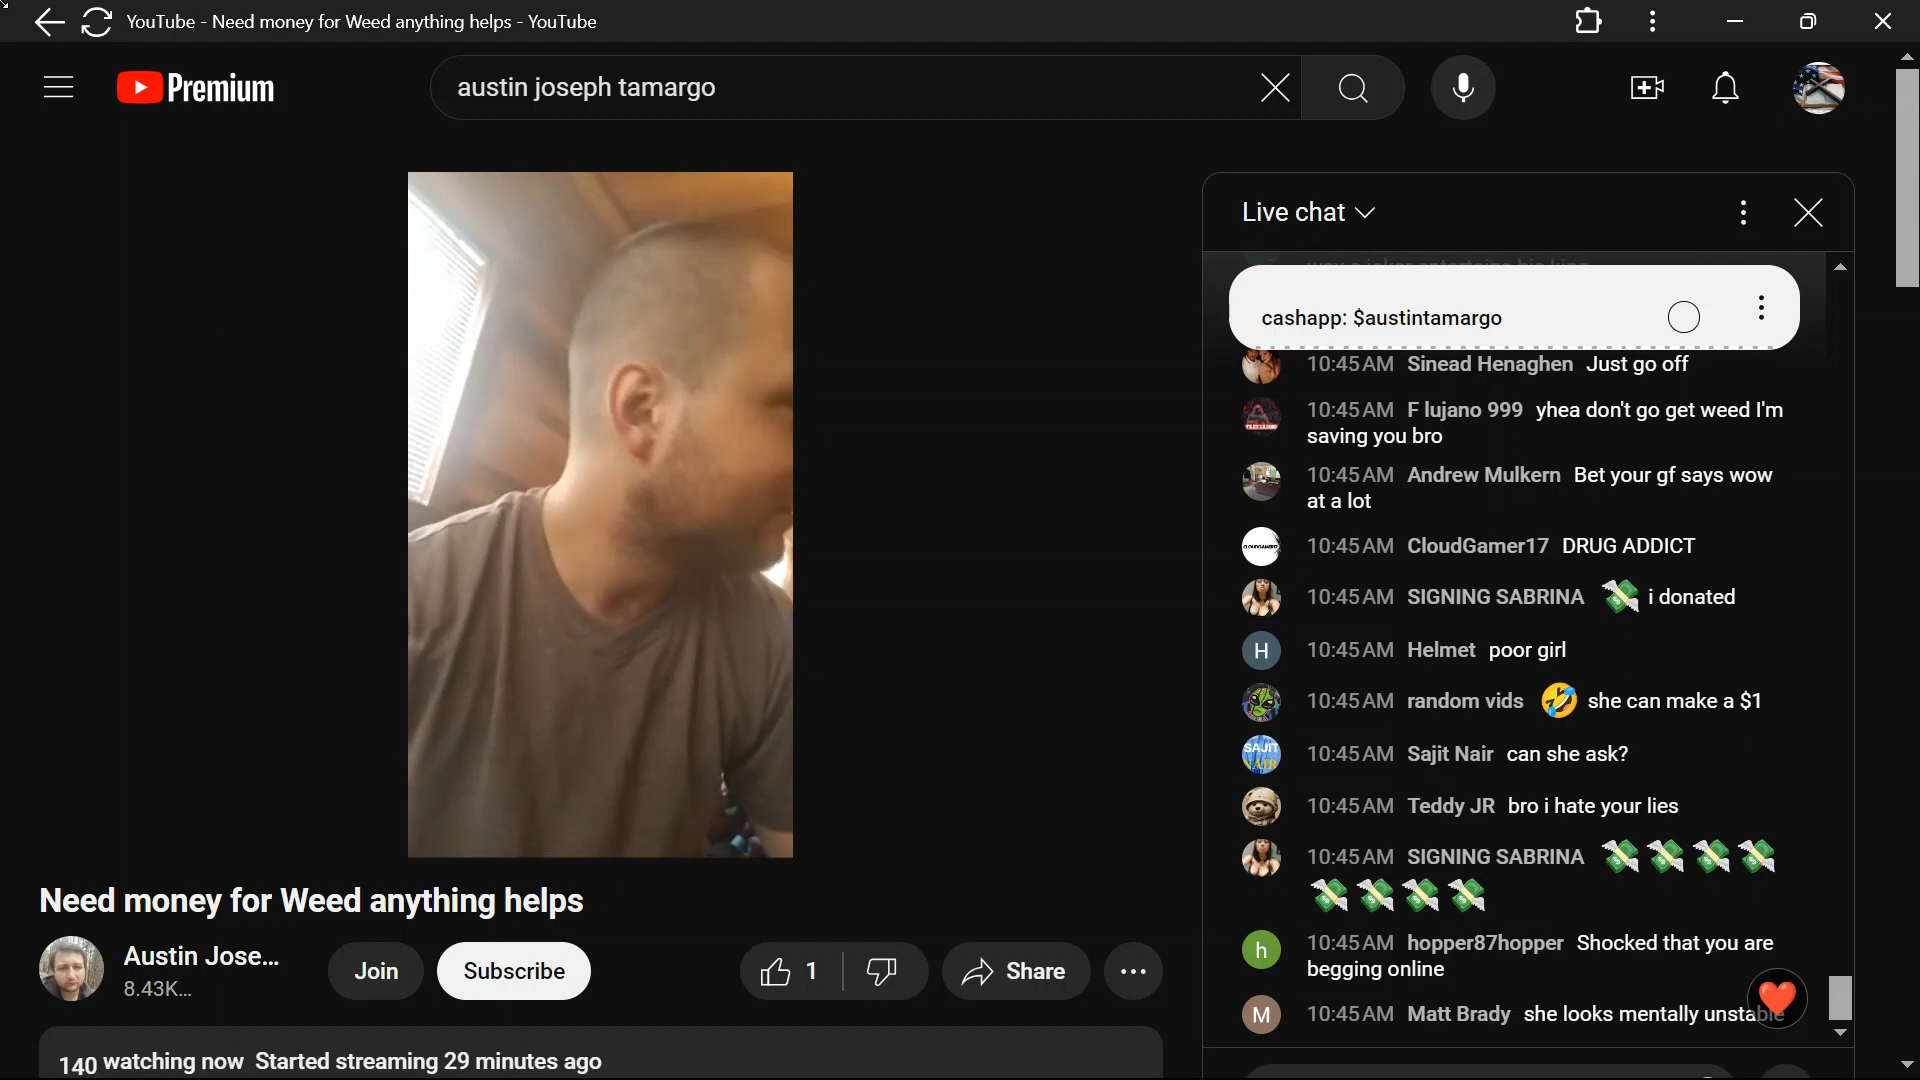 YouTube - Need money for Weed anything helps - YouTube
Premium
austin joseph tamargo
Live chat
cashapp: $austintamargo
10:45 AM Sinead Henaghen Just go off
10:45 AM F lujano 999 yhea don't go get weed I'm
saving you bro
10:45 AM Andrew Mulkern Bet your gf says wow
at a lot
CLOUDGAMER17
10:45 AM CloudGamer17 DRUG ADDICT
10:45 AM SIGNING SABRINA 💸 i donated
H
10:45 AM Helmet poor girl
10:45 AM random vids 🤣 she can make a $1
SAJIT
NAIR
10:45 AM Sajit Nair can she ask?
10:45 AM Teddy JR bro i hate your lies
10:45 AM SIGNING SABRINA 💸💸💸💸
💸💸💸💸
h
10:45 AM hopper87hopper Shocked that you are
begging online
M
10:45 AM Matt Brady she looks mentally unstable
Need money for Weed anything helps
Austin Jose...
8.43K...
Join
Subscribe
1
Share
140 watching now Started streaming 29 minutes ago